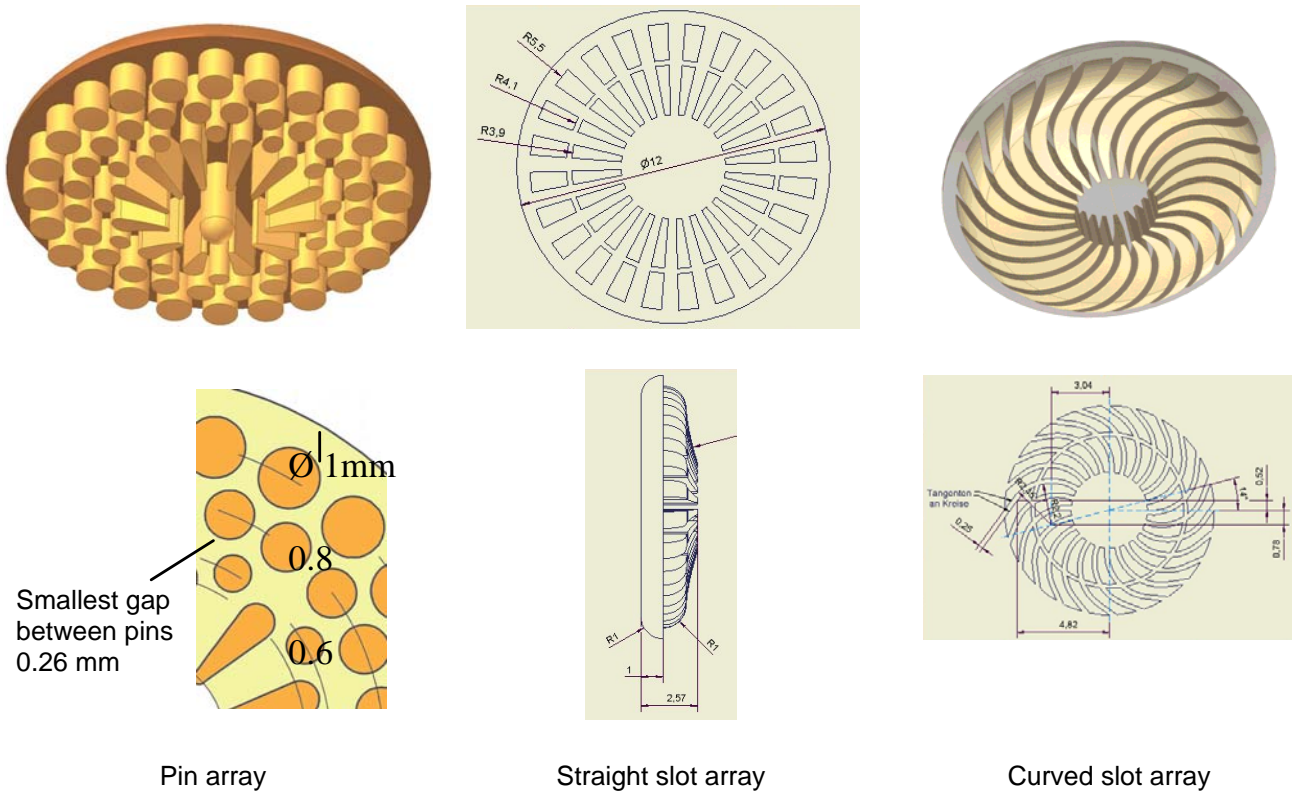 R5,5
R4,1
R3,9
Ø12
Ø 1mm
0.8
0.6
Smallest gap
between pins
0.26 mm
R1
R1
1
2,57
3,04
Tangenten
an Kreise
0,25
14°
0,52
0,78
4,82
Pin array
Straight slot array
Curved slot array